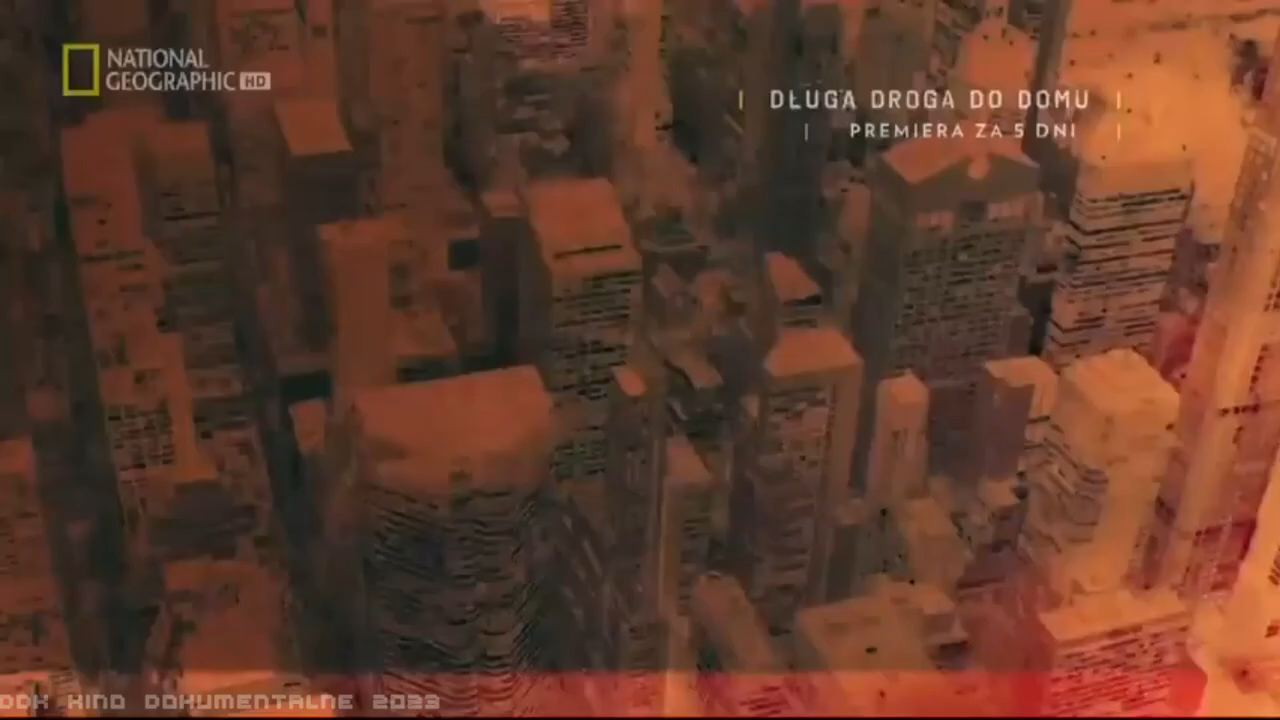 NATIONAL
GEOGRAPHIC HD
DŁUGA DROGA DO DOMU
PREMIERA ZA 5 DNI
DDK KINO DOKUMENTALNE 2023